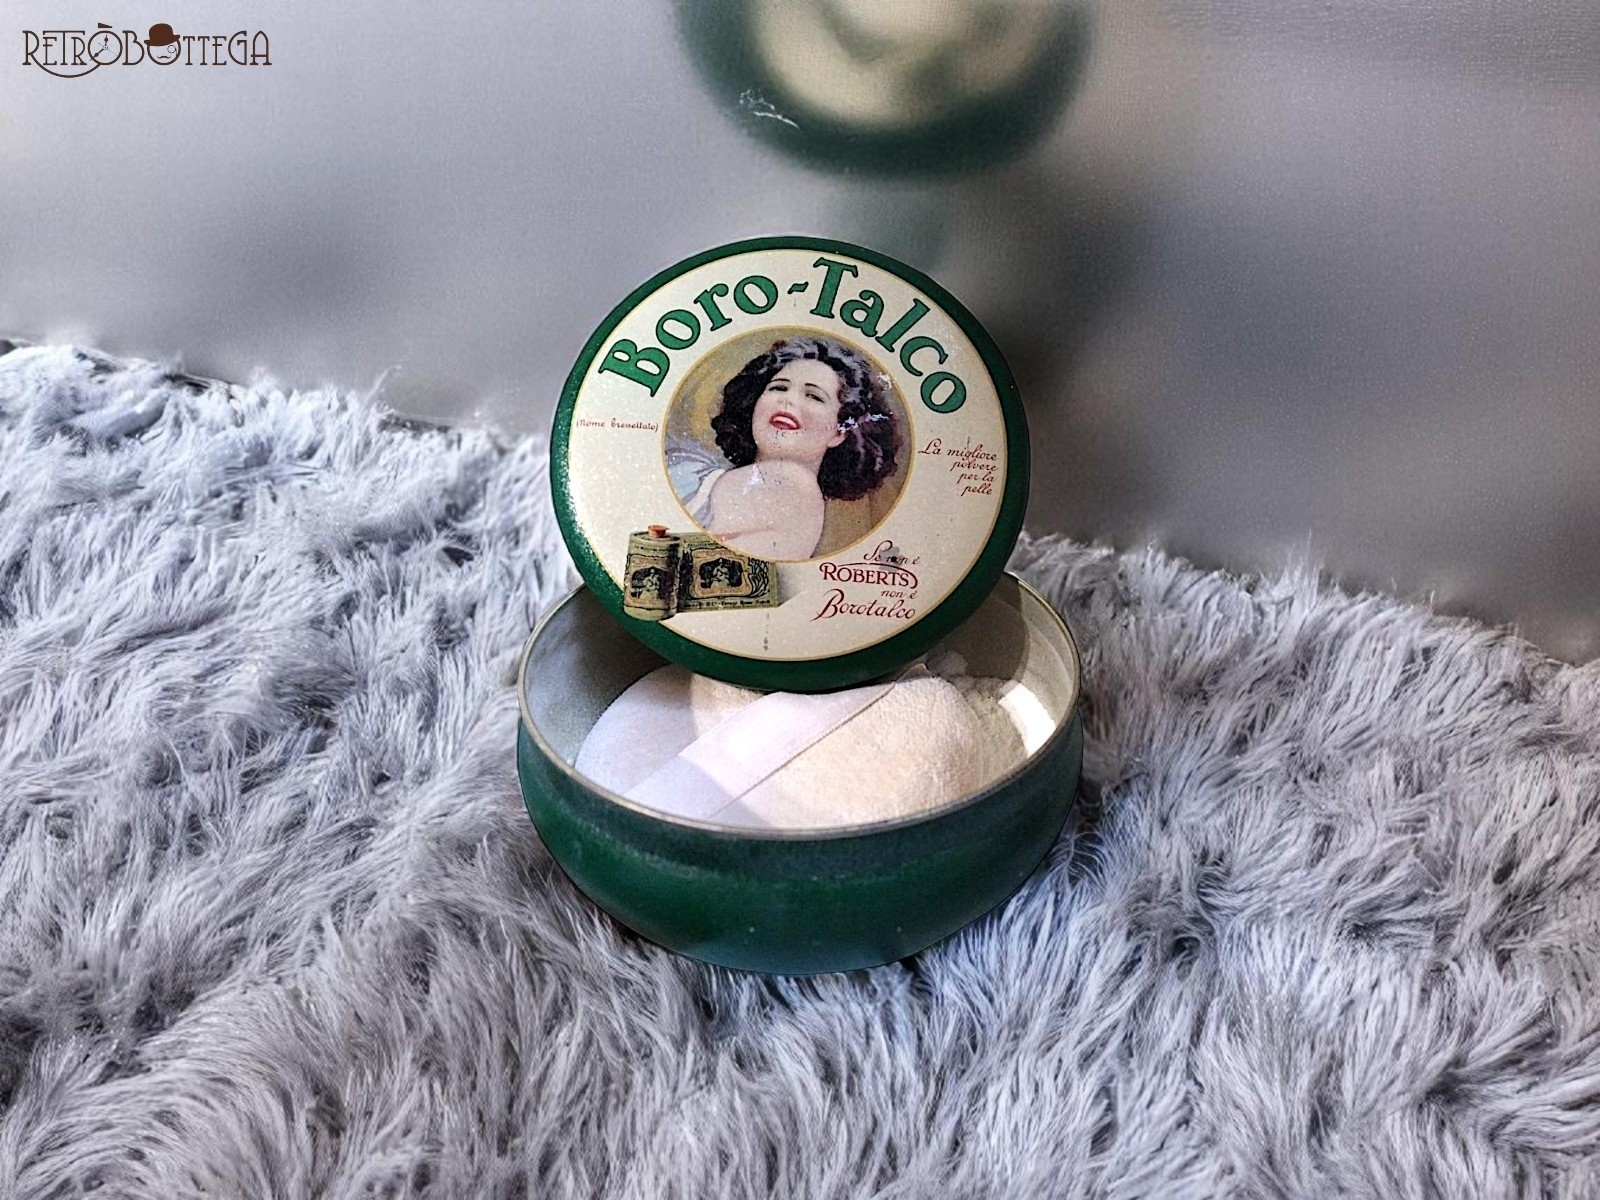 RETRÒBOTTEGA
Boro-Talco
(Nome brevettato)
La migliore
polvere
per la
pelle
Se non è
ROBERTS
non è
Borotalco